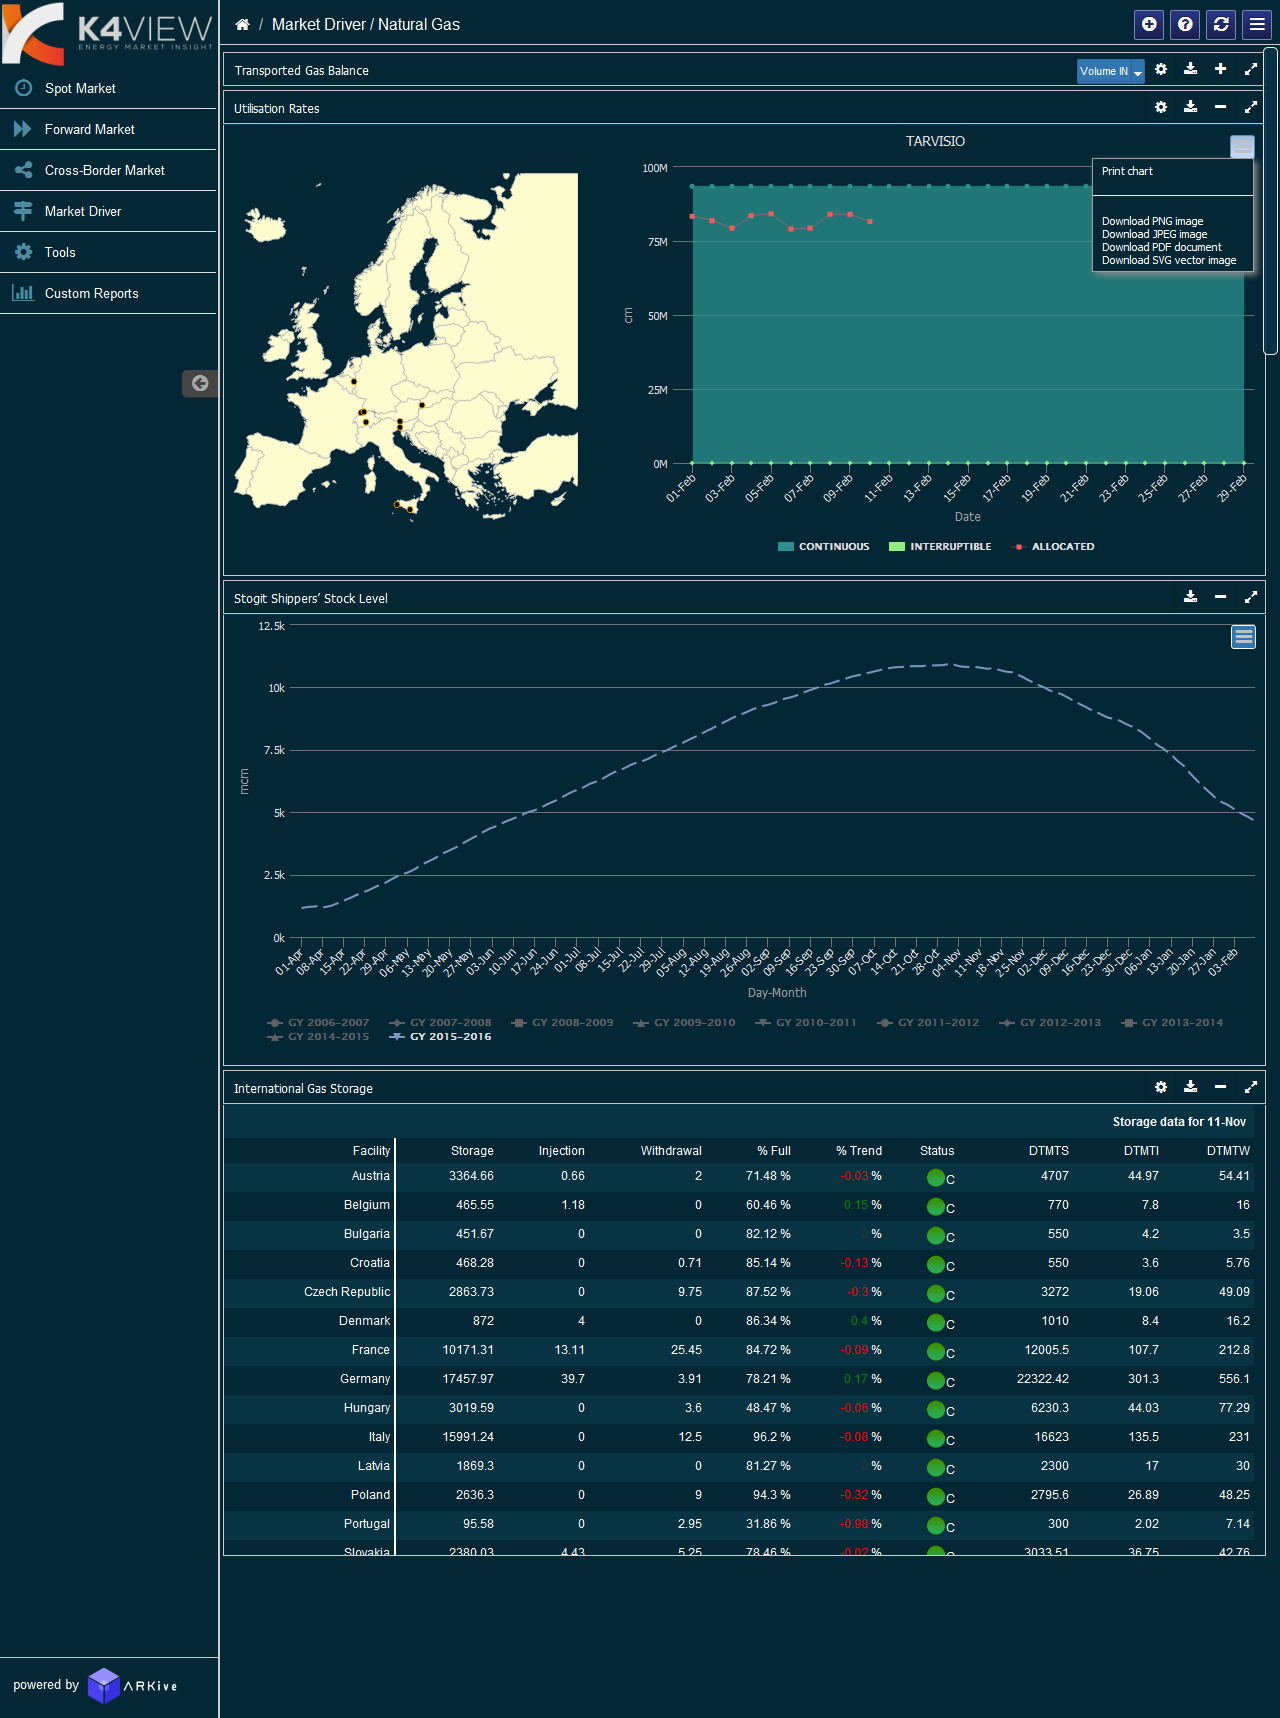 K4VIEW
ENERGY MARKET INSIGHT
/ Market Driver / Natural Gas
Spot Market
Forward Market
Cross-Border Market
Market Driver
Tools
Custom Reports
Transported Gas Balance
Volume IN
Utilisation Rates
TARVISIO
Print chart
Download PNG image
Download JPEG image
Download PDF document
Download SVG vector image
100M
75M
50M
25M
0M
cm
01-Feb 03-Feb 05-Feb 07-Feb 09-Feb 11-Feb 13-Feb 15-Feb 17-Feb 19-Feb 21-Feb 23-Feb 25-Feb 27-Feb 29-Feb
Date
CONTINUOUS INTERRUPTIBLE ALLOCATED
Stogit Shippers' Stock Level
12.5k
10k
7.5k
5k
2.5k
0k
mcm
01-Apr 08-Apr 15-Apr 22-Apr 29-Apr 06-May 13-May 20-May 27-May 03-Jun 10-Jun 17-Jun 24-Jun 01-Jul 08-Jul 15-Jul 22-Jul 29-Jul 05-Aug 12-Aug 19-Aug 26-Aug 02-Sep 09-Sep 16-Sep 23-Sep 30-Sep 07-Oct 14-Oct 21-Oct 28-Oct 04-Nov 11-Nov 18-Nov 25-Nov 02-Dec 09-Dec 16-Dec 23-Dec 30-Dec 06-Jan 13-Jan 20-Jan 27-Jan 03-Feb
Day-Month
GY 2006-2007 GY 2007-2008 GY 2008-2009 GY 2009-2010 GY 2010-2011 GY 2011-2012 GY 2012-2013 GY 2013-2014
GY 2014-2015 GY 2015-2016
International Gas Storage
Storage data for 11-Nov
Facility Storage Injection Withdrawal % Full % Trend Status DTMTS DTMTI DTMTW
Austria 3364.66 0.66 2 71.48 % -0.03 % C 4707 44.97 54.41
Belgium 465.55 1.18 0 60.46 % 0.15 % C 770 7.8 16
Bulgaria 451.67 0 0 82.12 % 0 % C 550 4.2 3.5
Croatia 468.28 0 0.71 85.14 % -0.13 % C 550 3.6 5.76
Czech Republic 2863.73 0 9.75 87.52 % -0.3 % C 3272 19.06 49.09
Denmark 872 4 0 86.34 % 0.4 % C 1010 8.4 16.2
France 10171.31 13.11 25.45 84.72 % -0.09 % C 12005.5 107.7 212.8
Germany 17457.97 39.7 3.91 78.21 % 0.17 % C 22322.42 301.3 556.1
Hungary 3019.59 0 3.6 48.47 % -0.06 % C 6230.3 44.03 77.29
Italy 15991.24 0 12.5 96.2 % -0.08 % C 16623 135.5 231
Latvia 1869.3 0 0 81.27 % 0 % C 2300 17 30
Poland 2636.3 0 9 94.3 % -0.32 % C 2795.6 26.89 48.25
Portugal 95.58 0 2.95 31.86 % -0.98 % C 300 2.02 7.14
Slovakia 2380.03 4.43 5.25 78.46 % -0.02 % C 3033.51 36.75 42.76
powered by ARKive